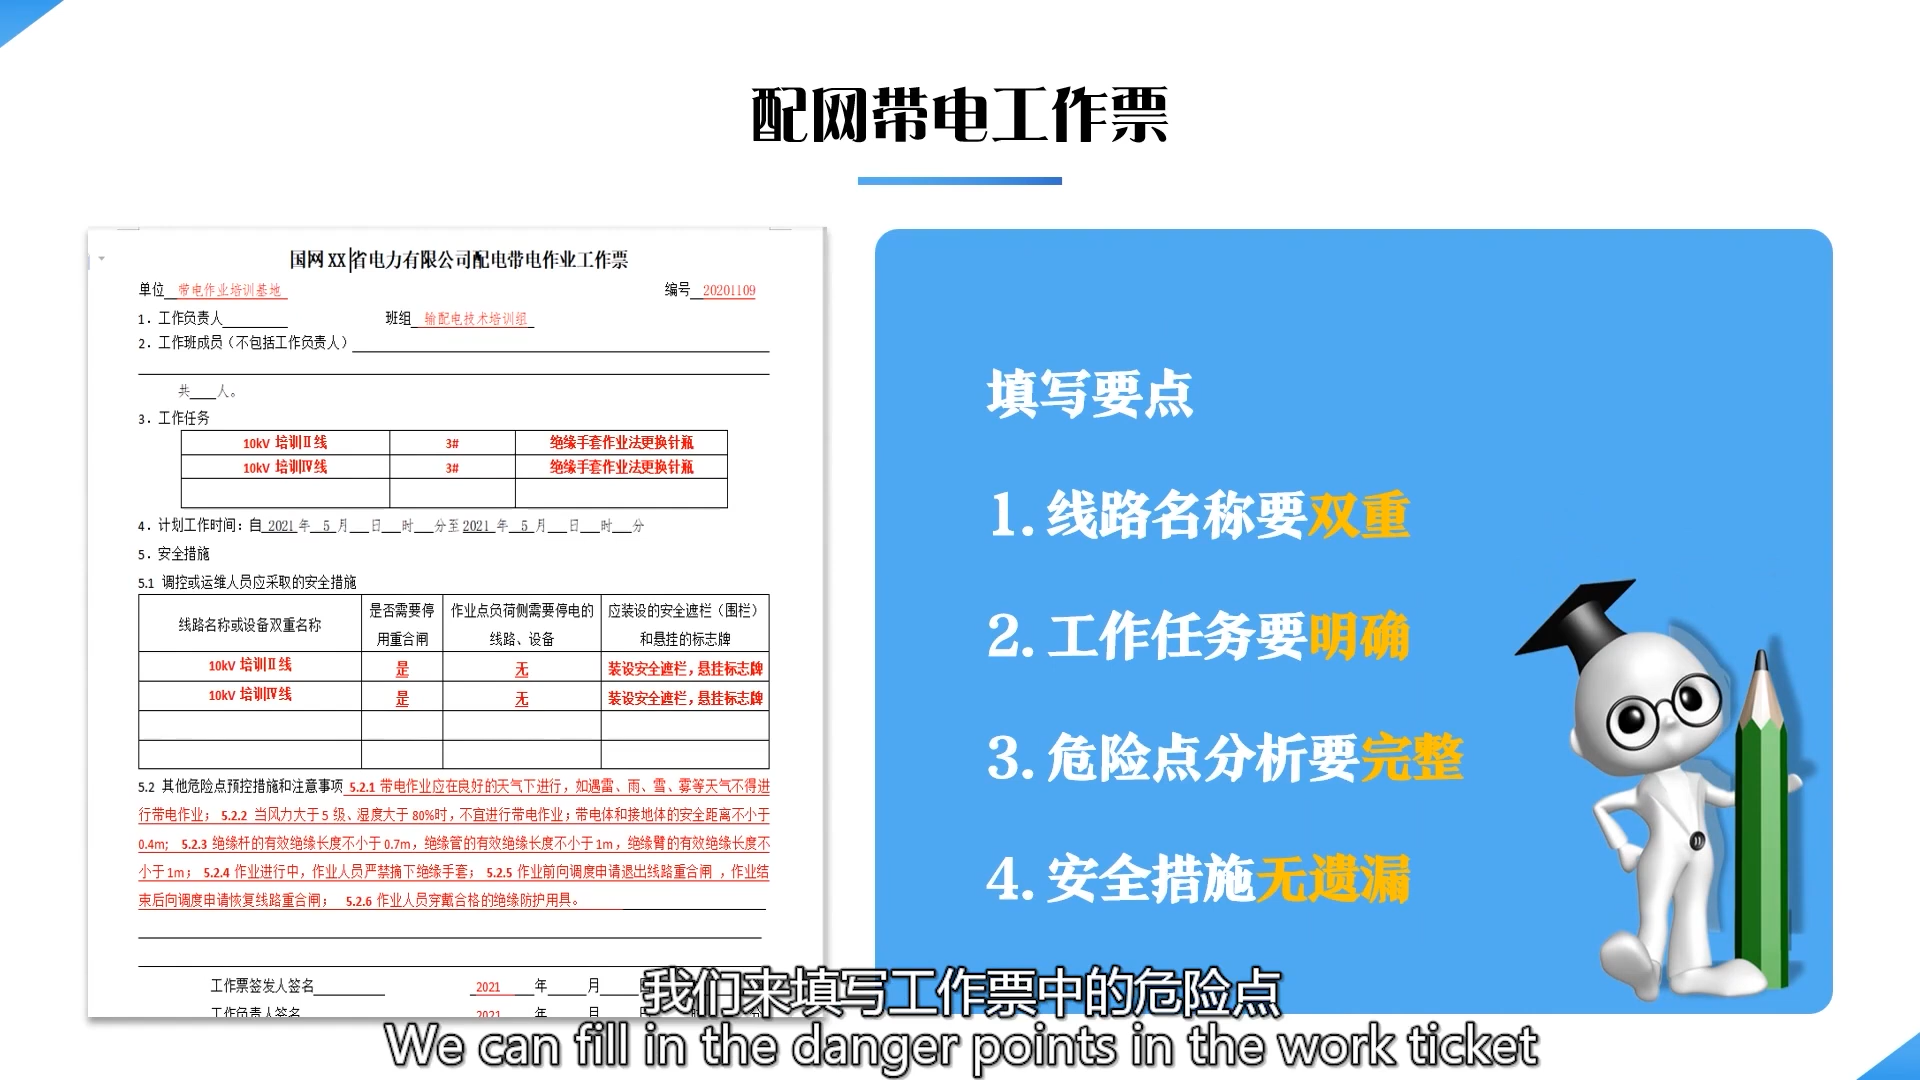 配网带电工作票
国网XX省电力有限公司配电带电作业工作票
单位 带电作业培训基地 编号 20201109
1. 工作负责人 班组 输配电技术培训组
2. 工作班成员（不包括工作负责人）
共 人。
3. 工作任务
10kV 培训Ⅱ线 3# 绝缘手套作业法更换针瓶
10kV 培训Ⅳ线 3# 绝缘手套作业法更换针瓶
4. 计划工作时间：自 2021 年 5 月 日 时 分至 2021 年 5 月 日 时 分
5. 安全措施
5.1 调控或运维人员应采取的安全措施
线路名称或设备双重名称 是否需要停用重合闸 作业点负荷侧需要停电的线路、设备 应装设的安全遮栏（围栏）和悬挂的标志牌
10kV 培训Ⅱ线 是 无 装设安全遮栏，悬挂标志牌
10kV 培训Ⅳ线 是 无 装设安全遮栏，悬挂标志牌
5.2 其他危险点预控措施和注意事项 5.2.1 带电作业应在良好的天气下进行，如遇雷、雨、雪、雾等天气不得进
行带电作业； 5.2.2 当风力大于5 级、湿度大于 80%时，不宜进行带电作业；带电体和接地体的安全距离不小于
0.4m; 5.2.3 绝缘杆的有效绝缘长度不小于0.7m，绝缘管的有效绝缘长度不小于1m，绝缘臂的有效绝缘长度不
小于1m； 5.2.4 作业进行中，作业人员严禁摘下绝缘手套； 5.2.5 作业前向调度申请退出线路重合闸 ，作业结
束后向调度申请恢复线路重合闸； 5.2.6 作业人员穿戴合格的绝缘防护用具。
工作票签发人签名 2021 年 月
工作负责人签名 2021 年 月
填写要点
1. 线路名称要双重
2. 工作任务要明确
3. 危险点分析要完整
4. 安全措施无遗漏
我们来填写工作票中的危险点
We can fill in the danger points in the work ticket